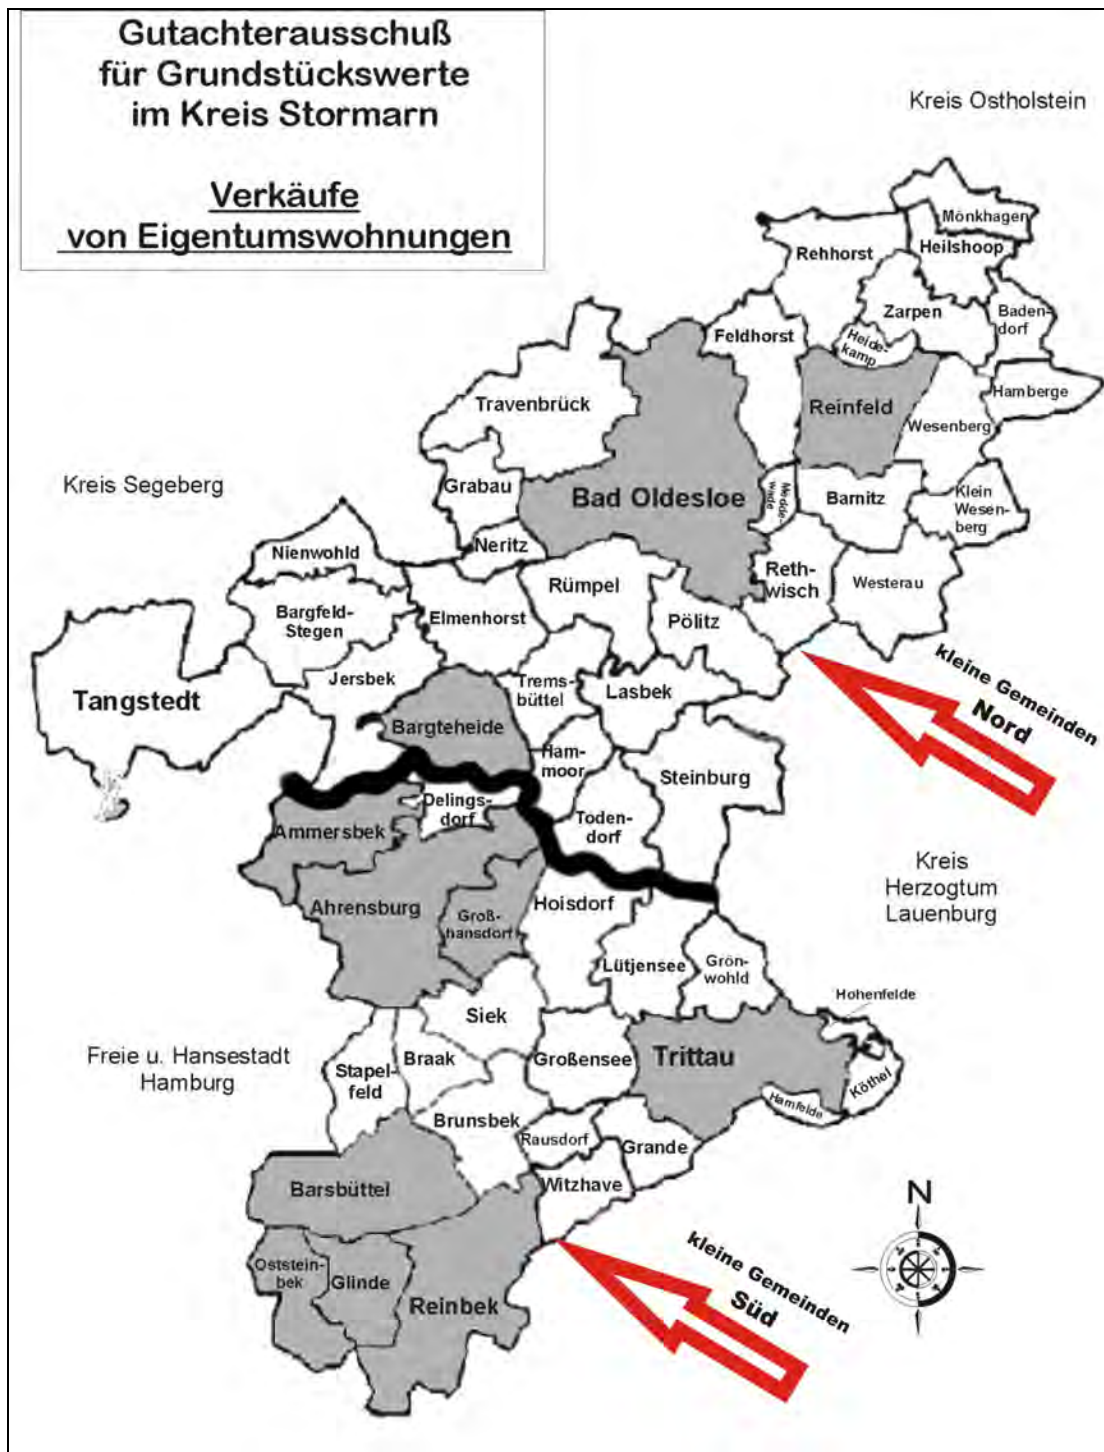 Gutachterausschuß
für Grundstückswerte
im Kreis Stormarn
Verkäufe
von Eigentumswohnungen
Kreis Ostholstein
Mönkhagen
Heilshoop
Rehhorst
Zarpen
Baden-
dorf
Heide-
kamp
Feldhorst
Hamberge
Reinfeld
Wesenberg
Travenbrück
Kreis Segeberg
Grabau
Bad Oldesloe
Medde-
wade
Barnitz
Klein
Wesen-
berg
Neritz
Nienwohld
Rümpel
Reth-
wisch
Westerau
Bargfeld-
Stegen
Elmenhorst
Pölitz
Jersbek
Trems-
büttel
Lasbek
Tangstedt
kleine Gemeinden
Nord
Bargteheide
Ham-
moor
Steinburg
Delings-
dorf
Toden-
dorf
Ammersbek
Kreis
Herzogtum
Lauenburg
Ahrensburg
Groß-
hansdorf
Hoisdorf
Lütjensee
Grön-
wohld
Hohenfelde
Siek
Freie u. Hansestadt
Hamburg
Stapel-
feld
Braak
Großensee
Trittau
Köthel
Hamfelde
Brunsbek
Rausdorf
Grande
Witzhave
Barsbüttel
N
Oststein-
bek
Glinde
Reinbek
kleine Gemeinden
Süd